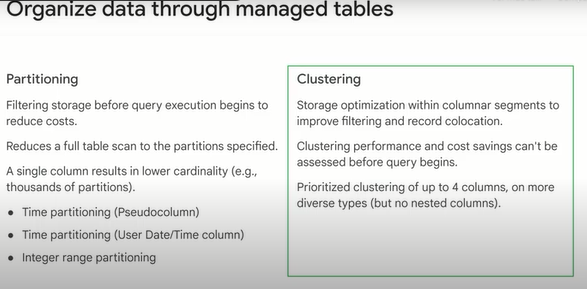 Organize data through managed tables
Partitioning
Filtering storage before query execution begins to
reduce costs.
Reduces a full table scan to the partitions specified.
A single column results in lower cardinality (e.g.,
thousands of partitions).
• Time partitioning (Pseudocolumn)
• Time partitioning (User Date/Time column)
• Integer range partitioning
Clustering
Storage optimization within columnar segments to
improve filtering and record colocation.
Clustering performance and cost savings can't be
assessed before query begins.
Prioritized clustering of up to 4 columns, on more
diverse types (but no nested columns).